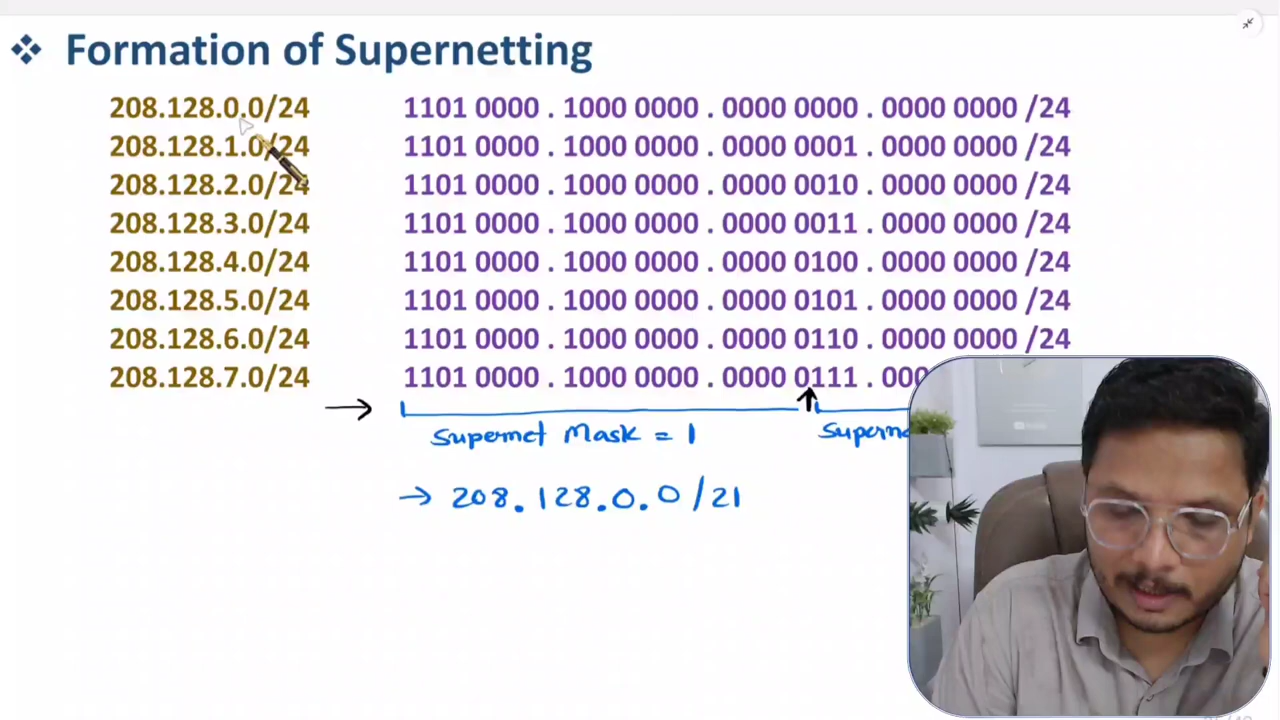 ❖ Formation of Supernetting
208.128.0.0/24 1101 0000 . 1000 0000 . 0000 0000 . 0000 0000 /24
208.128.1.0/24 1101 0000 . 1000 0000 . 0000 0001 . 0000 0000 /24
208.128.2.0/24 1101 0000 . 1000 0000 . 0000 0010 . 0000 0000 /24
208.128.3.0/24 1101 0000 . 1000 0000 . 0000 0011 . 0000 0000 /24
208.128.4.0/24 1101 0000 . 1000 0000 . 0000 0100 . 0000 0000 /24
208.128.5.0/24 1101 0000 . 1000 0000 . 0000 0101 . 0000 0000 /24
208.128.6.0/24 1101 0000 . 1000 0000 . 0000 0110 . 0000 0000 /24
208.128.7.0/24 1101 0000 . 1000 0000 . 0000 0111 . 000
Supernet Mask = 1 Superne
→ 208.128.0.0/21